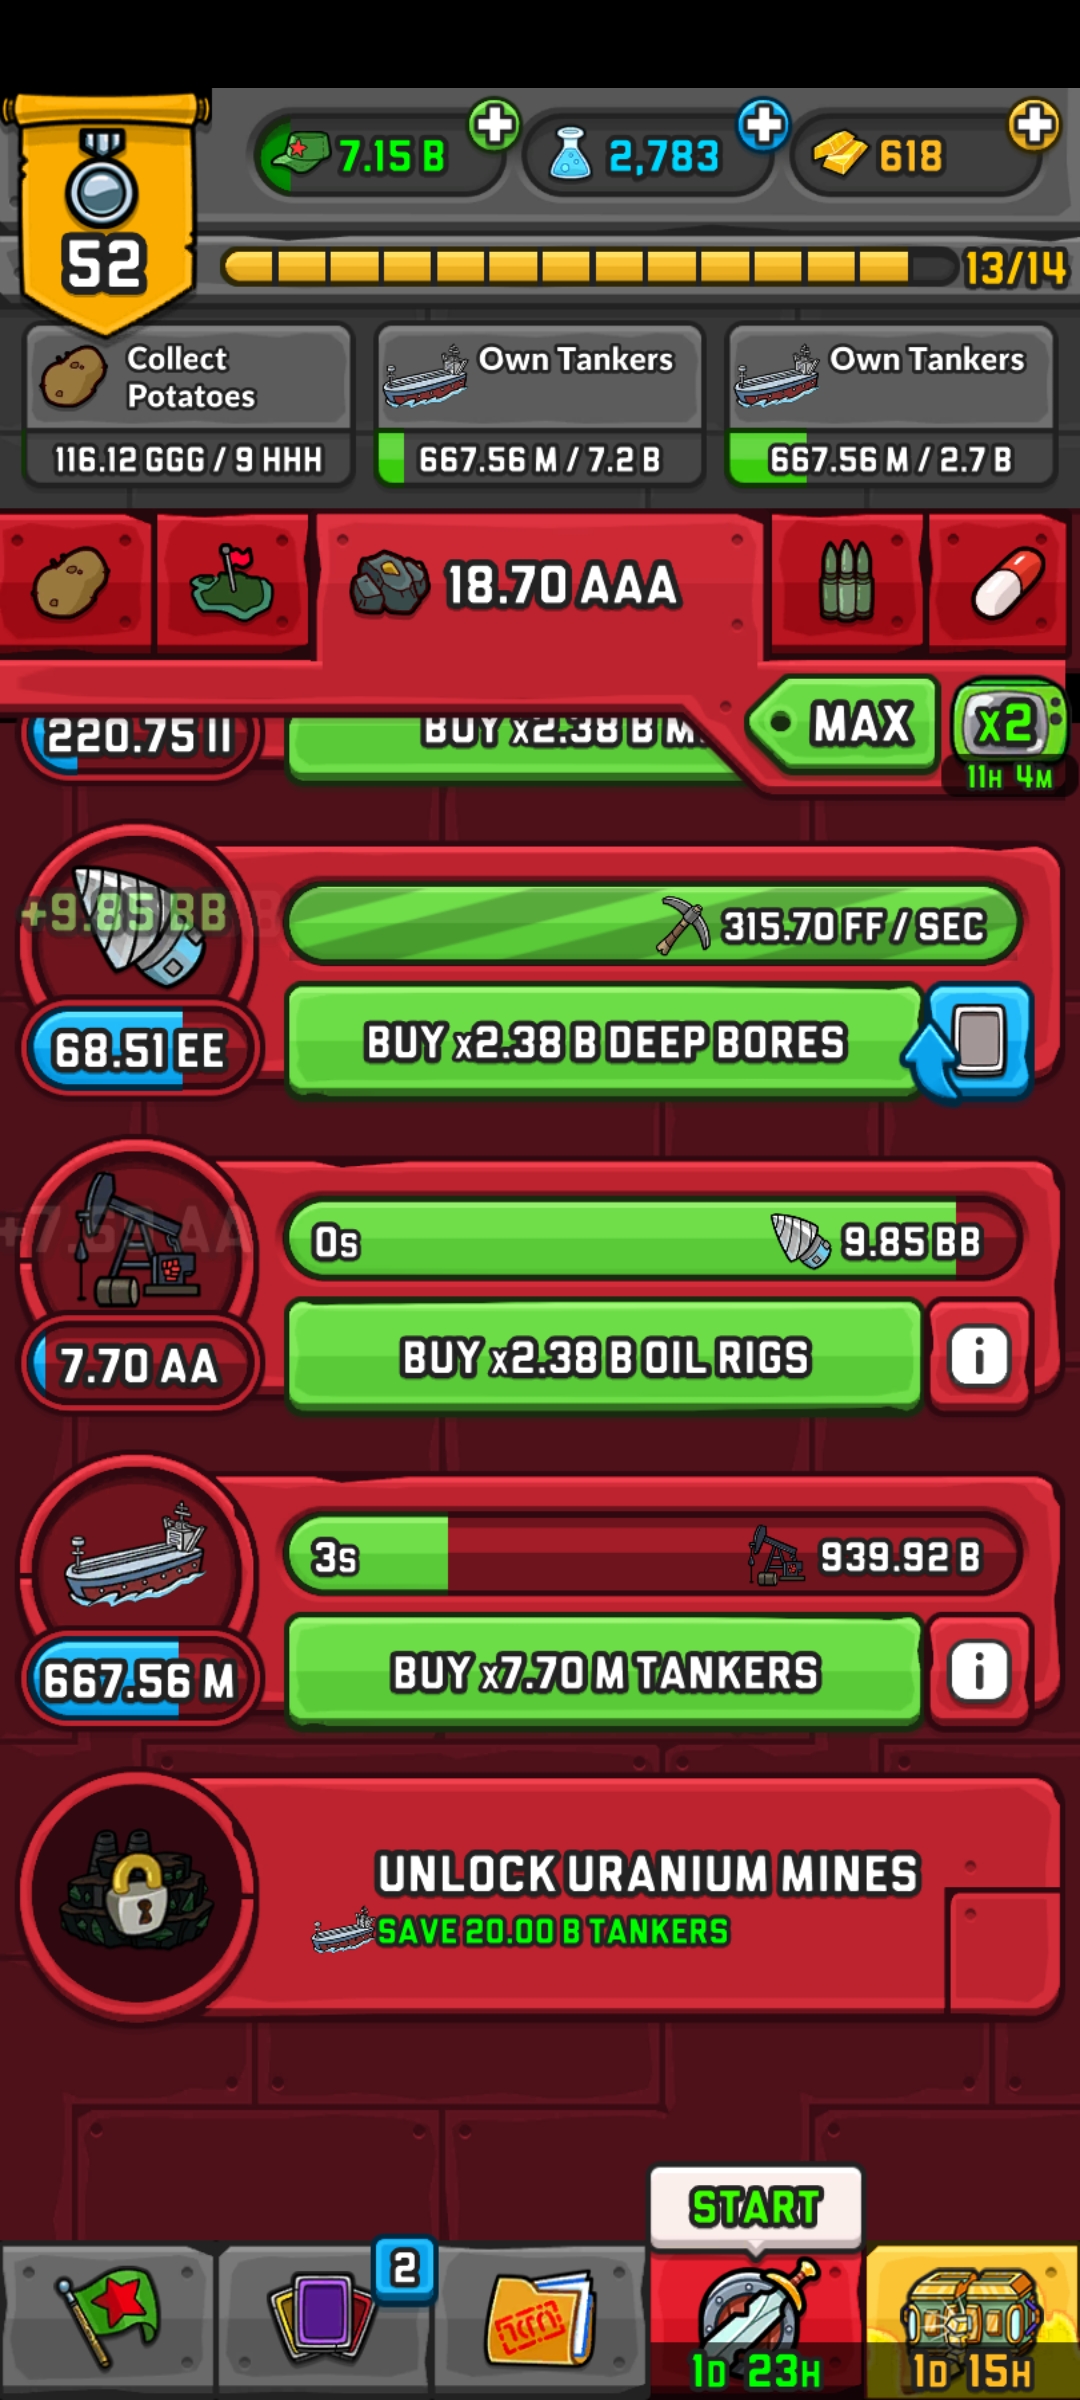 7.15 B
2,783
618
52
13/14
Collect
Potatoes
116.12 GGG / 9 HHH
Own Tankers
667.56 M / 7.2 B
Own Tankers
667.56 M / 2.7 B
18.70 AAA
MAX
x2
11H 4M
220.75 II
BUY x2.38 B M
+9.85 BB
315.70 FF / SEC
68.51 EE
BUY x2.38 B DEEP BORES
0s
9.85 BB
7.70 AA
BUY x2.38 B OIL RIGS
i
3s
939.92 B
667.56 M
BUY x7.70 M TANKERS
i
UNLOCK URANIUM MINES
SAVE 20.00 B TANKERS
START
2
1D 23H
1D 15H